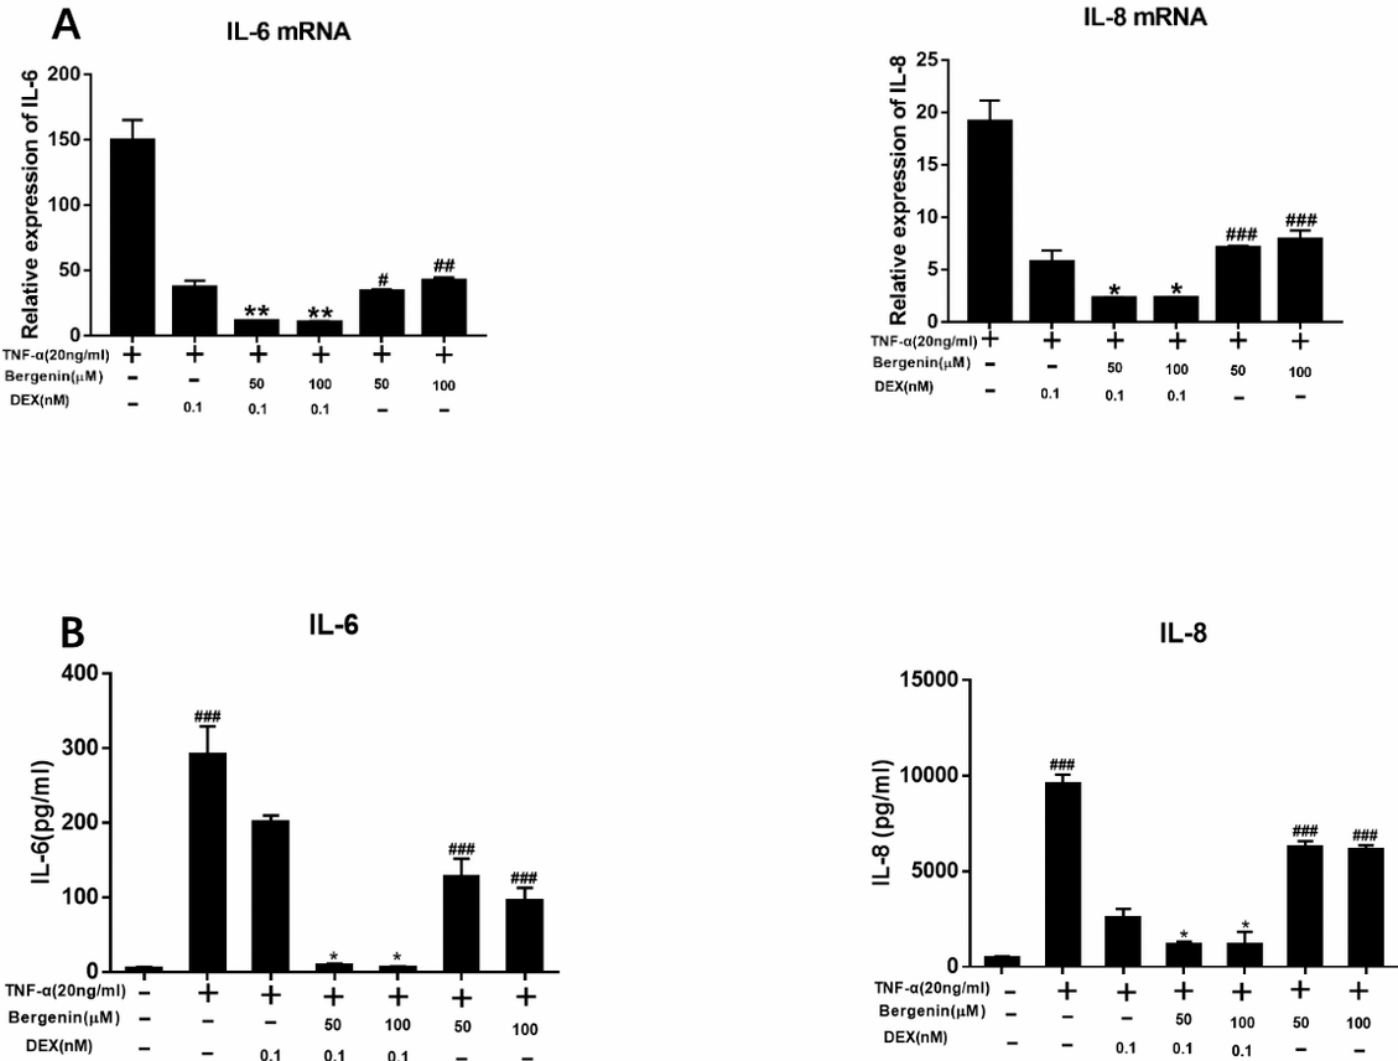 A
IL-6 mRNA
Relative expression of IL-6
200
150
100
50
0
# ##
** **
TNF-α(20ng/ml) + + + + + +
Bergenin(μM) - - 50 100 50 100
DEX(nM) - 0.1 0.1 0.1 - -
IL-8 mRNA
Relative expression of IL-8
25
20
15
10
5
0
### ###
* *
TNF-α(20ng/ml) + + + + + +
Bergenin(μM) - - 50 100 50 100
DEX(nM) - 0.1 0.1 0.1 - -
B
IL-6
IL-6(pg/ml)
400
300
200
100
0
###
* * ### ###
TNF-α(20ng/ml) - + + + + + +
Bergenin(μM) - - - 50 100 50 100
DEX(nM) - - 0.1 0.1 0.1 - -
IL-8
IL-8 (pg/ml)
15000
10000
5000
0
###
* * ### ###
TNF-α(20ng/ml) - + + + + + +
Bergenin(μM) - - - 50 100 50 100
DEX(nM) - - 0.1 0.1 0.1 - -